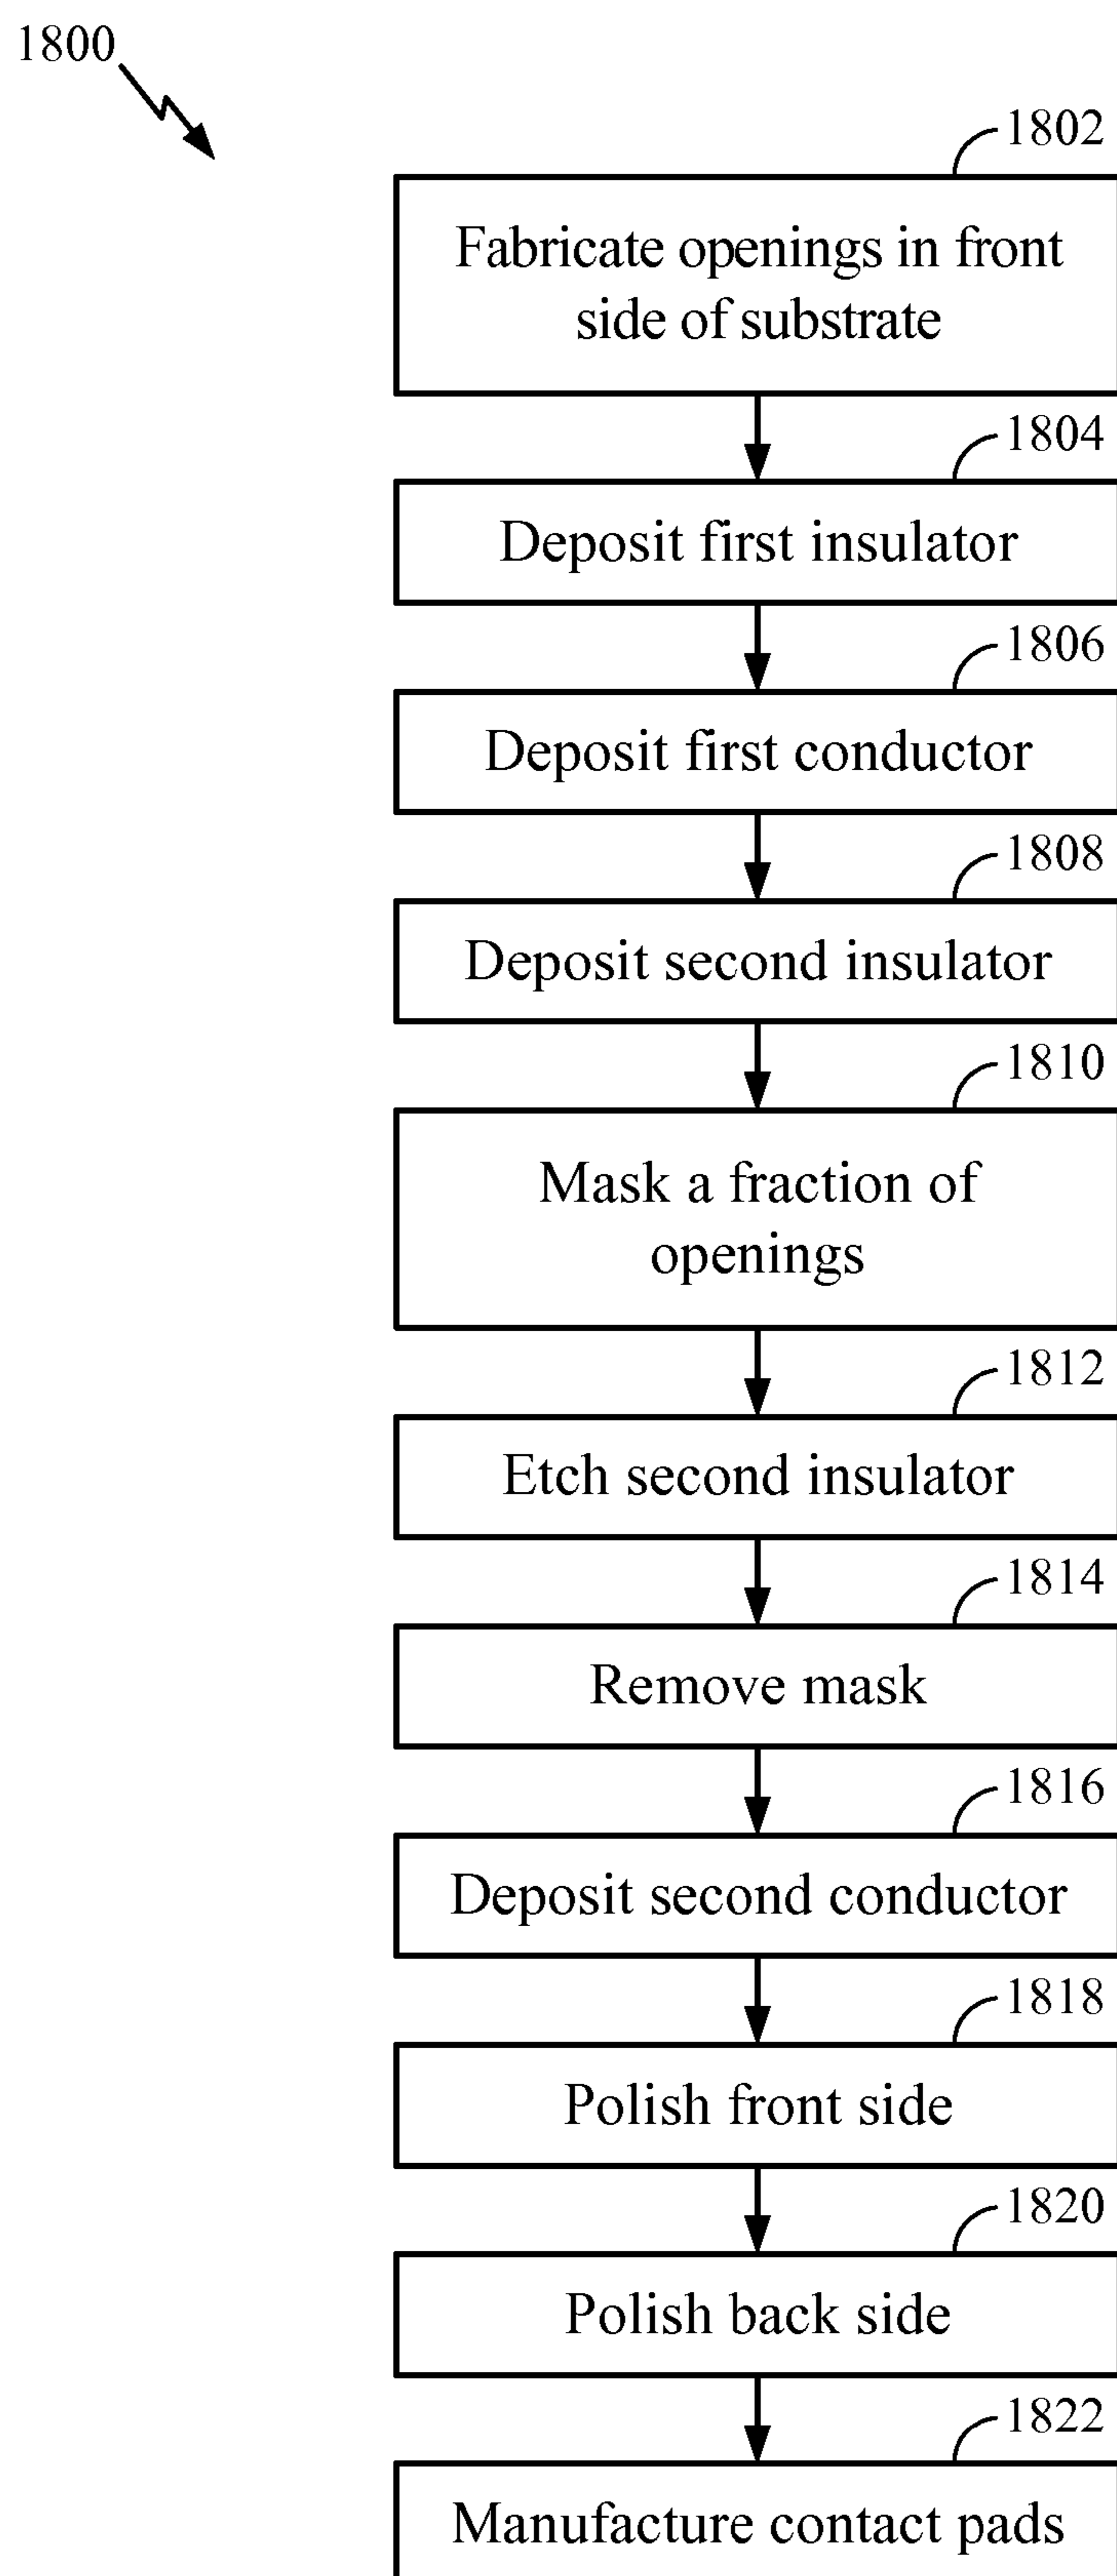 1800
1802
Fabricate openings in front
side of substrate
1804
Deposit first insulator
1806
Deposit first conductor
1808
Deposit second insulator
1810
Mask a fraction of
openings
1812
Etch second insulator
1814
Remove mask
1816
Deposit second conductor
1818
Polish front side
1820
Polish back side
1822
Manufacture contact pads